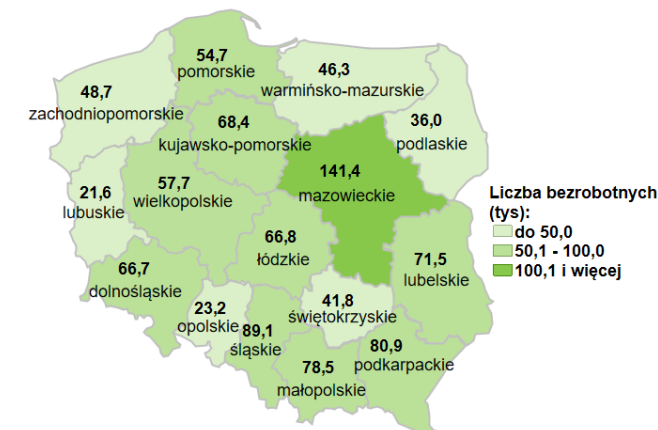 54,7
pomorskie
46,3
warmińsko-mazurskie
48,7
zachodniopomorskie
68,4
kujawsko-pomorskie
36,0
podlaskie
141,4
mazowieckie
21,6
lubuskie
57,7
wielkopolskie
66,8
łódzkie
71,5
lubelskie
66,7
dolnośląskie
23,2
opolskie
89,1
śląskie
41,8
świętokrzyskie
78,5
małopolskie
80,9
podkarpackie
Liczba bezrobotnych
(tys):
do 50,0
50,1 - 100,0
100,1 i więcej